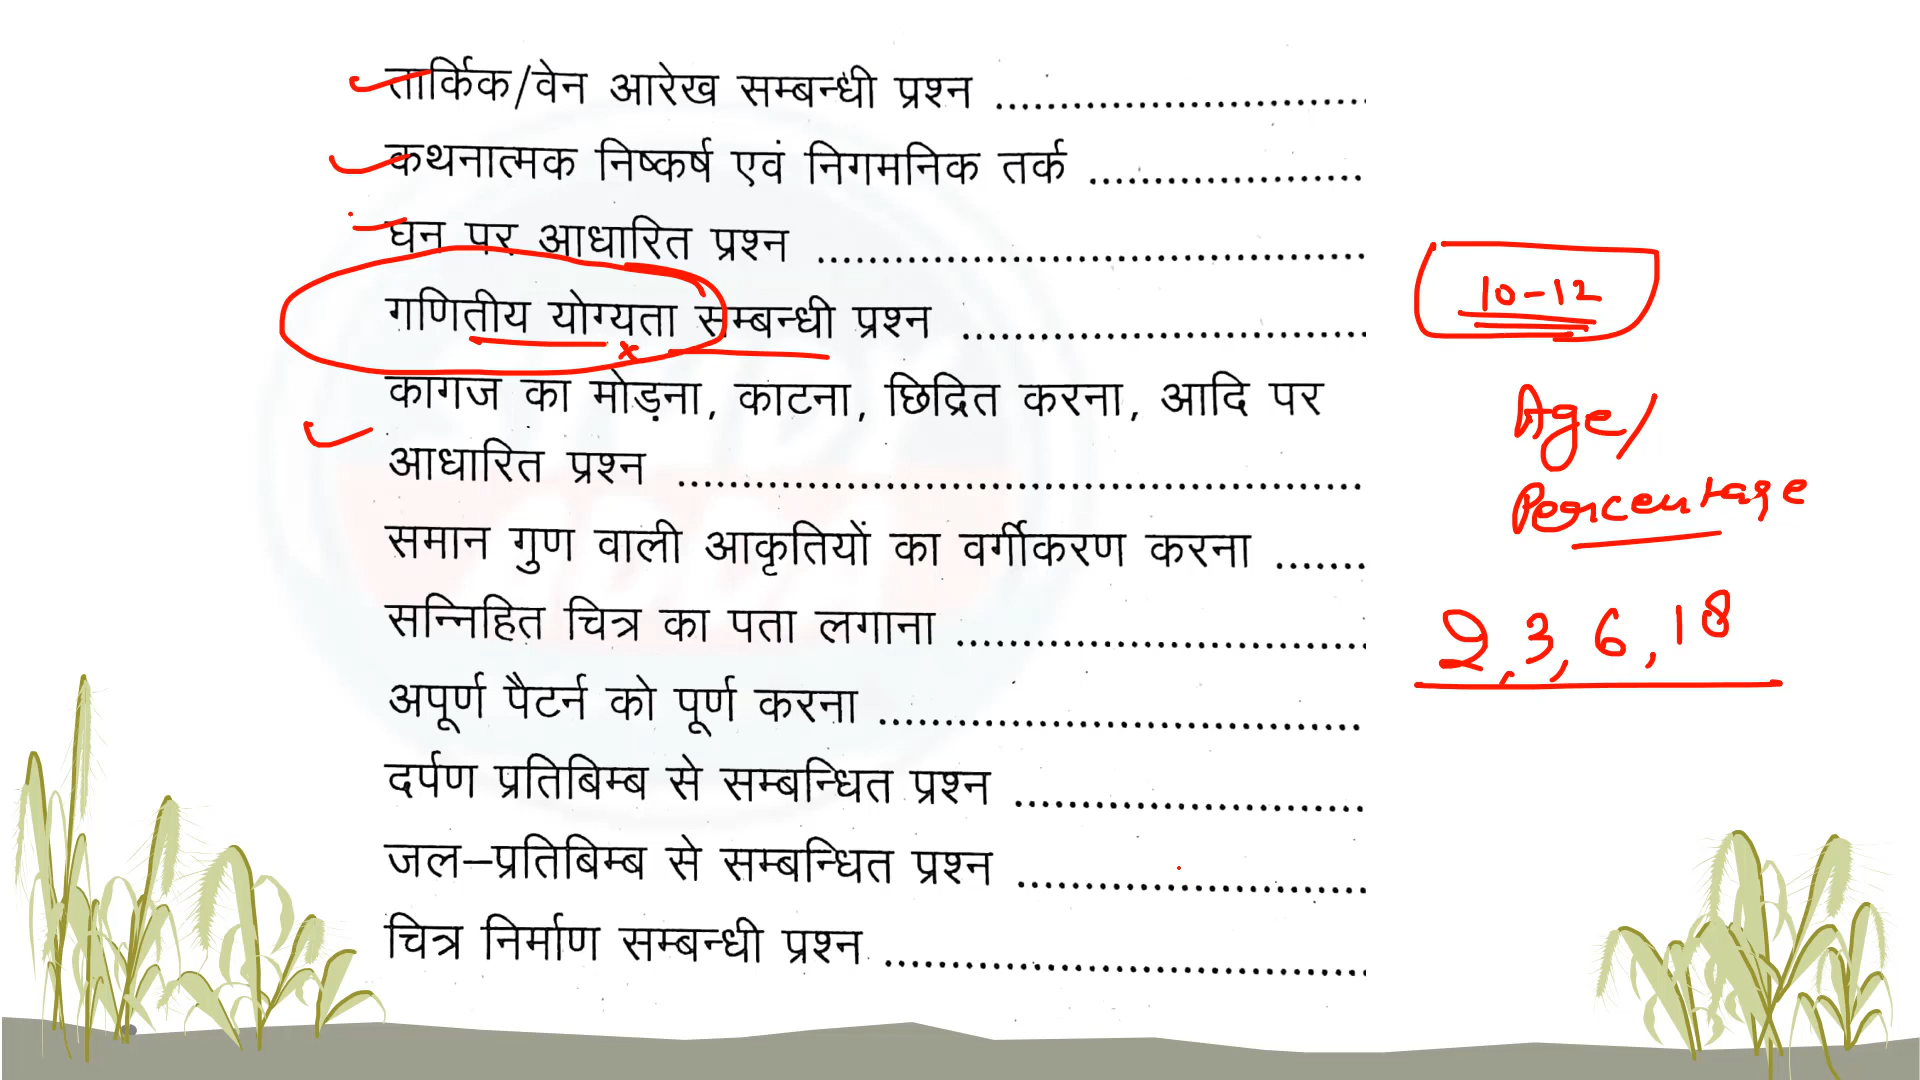 तार्किक/वेन आरेख सम्बन्धी प्रश्न ............................
कथनात्मक निष्कर्ष एवं निगमनिक तर्क .....................
घन पर आधारित प्रश्न ..........................................
गणितीय योग्यता सम्बन्धी प्रश्न ...............................
कागज का मोड़ना, काटना, छिद्रित करना, आदि पर
आधारित प्रश्न .....................................................
समान गुण वाली आकृतियों का वर्गीकरण करना .......
सन्निहित चित्र का पता लगाना ...............................
अपूर्ण पैटर्न को पूर्ण करना .....................................
दर्पण प्रतिबिम्ब से सम्बन्धित प्रश्न ..........................
जल–प्रतिबिम्ब से सम्बन्धित प्रश्न ..........................
चित्र निर्माण सम्बन्धी प्रश्न .....................................
10-12
Age/
Percentage
2, 3, 6, 18